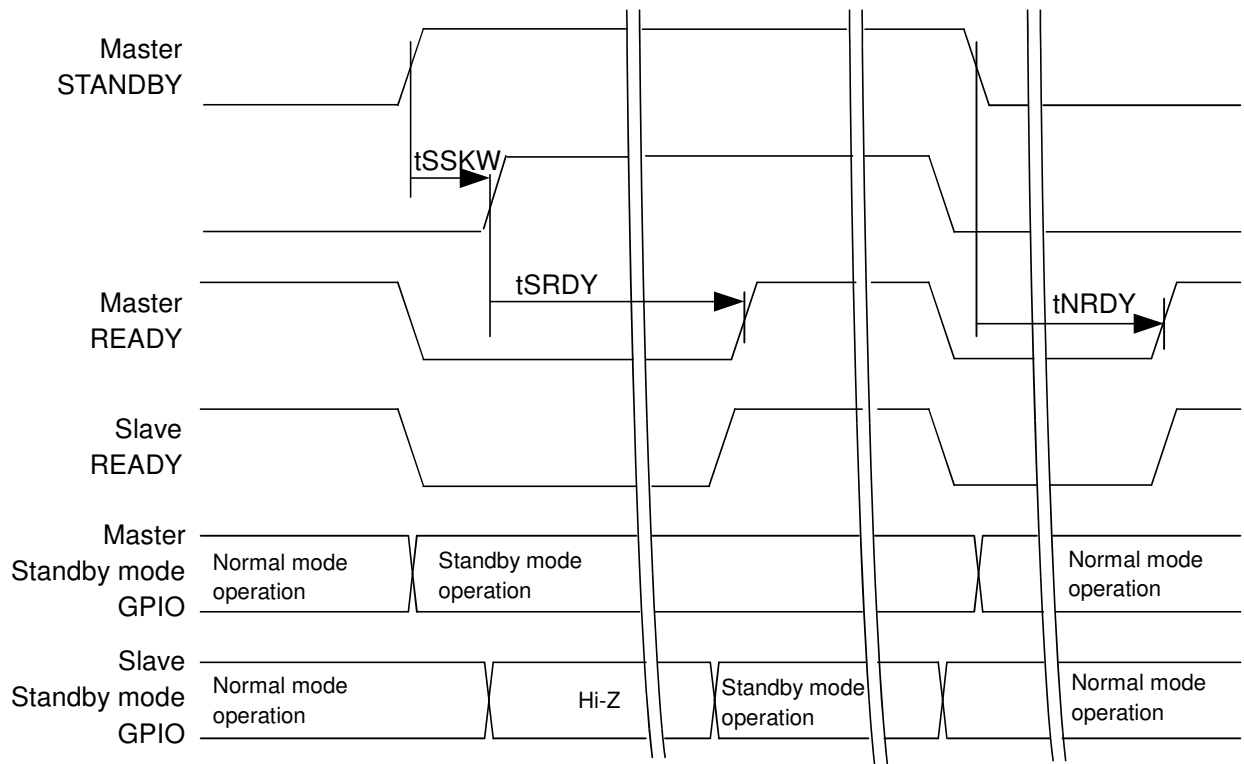 Master
STANDBY
tSSKW
tSRDY
Master
READY
tNRDY
Slave
READY
Master
Standby mode
GPIO
Normal mode
operation
Standby mode
operation
Normal mode
operation
Slave
Standby mode
GPIO
Normal mode
operation
Hi-Z
Standby mode
operation
Normal mode
operation